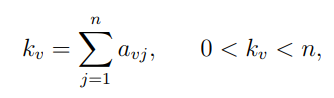 $k_v = \sum_{j=1}^{n} a_{vj}, \qquad 0 < k_v < n,$